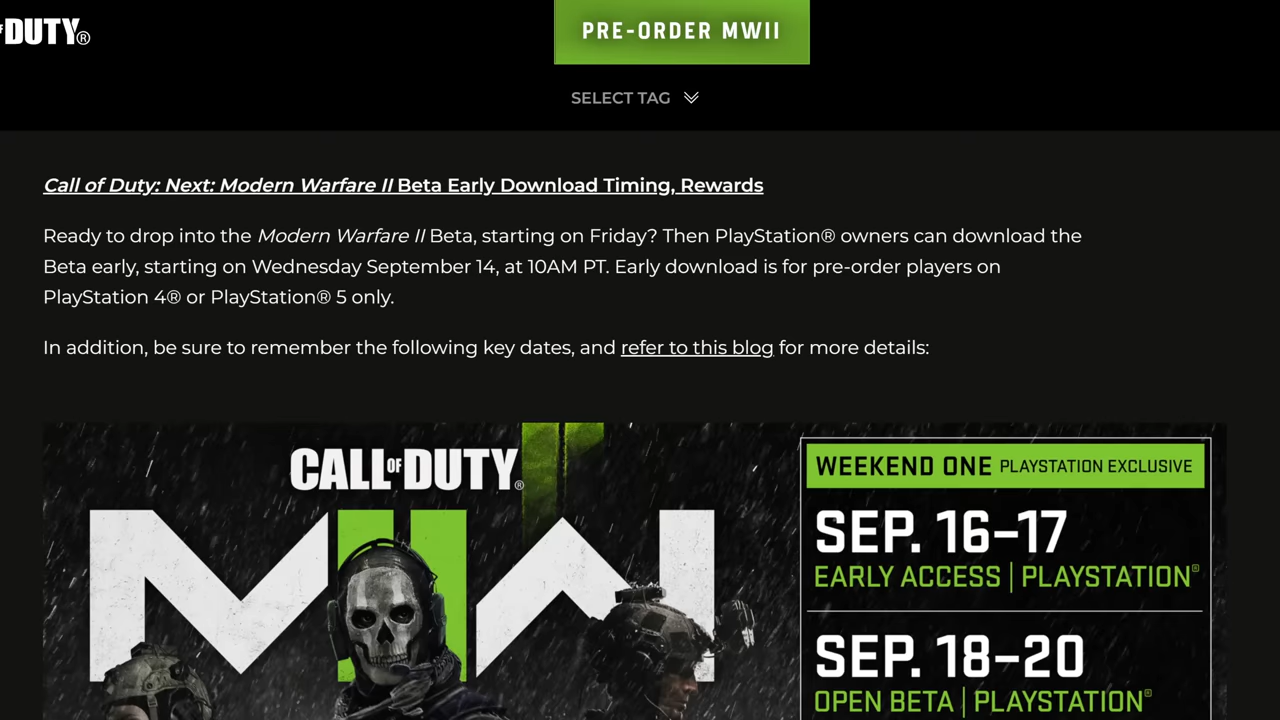 DUTY®
PRE-ORDER MWII
SELECT TAG
Call of Duty: Next: Modern Warfare II Beta Early Download Timing, Rewards
Ready to drop into the Modern Warfare II Beta, starting on Friday? Then PlayStation® owners can download the
Beta early, starting on Wednesday September 14, at 10AM PT. Early download is for pre-order players on
PlayStation 4® or PlayStation® 5 only.
In addition, be sure to remember the following key dates, and refer to this blog for more details:
CALL OF DUTY®
MIIW
WEEKEND ONE PLAYSTATION EXCLUSIVE
SEP. 16–17
EARLY ACCESS | PLAYSTATION®
SEP. 18–20
OPEN BETA | PLAYSTATION®